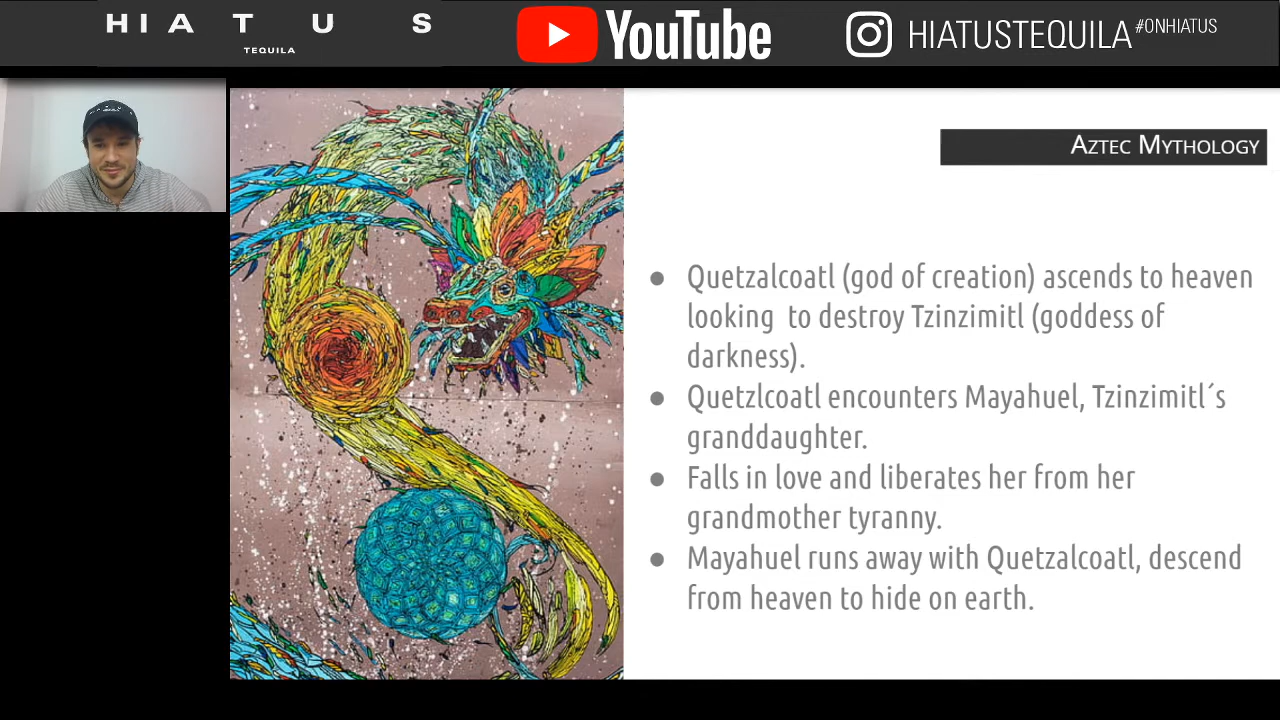 HIATUS
TEQUILA
YouTube
HIATUSTEQUILA #ONHIATUS
AZTEC MYTHOLOGY
● Quetzalcoatl (god of creation) ascends to heaven
looking to destroy Tzinzimitl (goddess of
darkness).
● Quetzlcoatl encounters Mayahuel, Tzinzimitl´s
granddaughter.
● Falls in love and liberates her from her
grandmother tyranny.
● Mayahuel runs away with Quetzalcoatl, descend
from heaven to hide on earth.